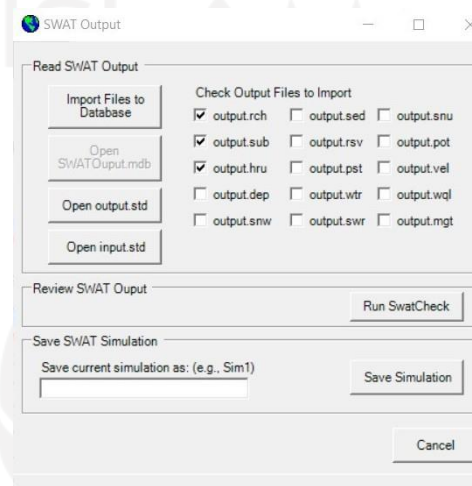 SWAT Output
Read SWAT Output
Import Files to
Database
Open
SWATOuput.mdb
Open output.std
Open input.std
Check Output Files to Import
output.rch output.sed output.snu
output.sub output.rsv output.pot
output.hru output.pst output.vel
output.dep output.wtr output.wql
output.snw output.swr output.mgt
Review SWAT Ouput
Run SwatCheck
Save SWAT Simulation
Save current simulation as: (e.g., Sim1)
Save Simulation
Cancel